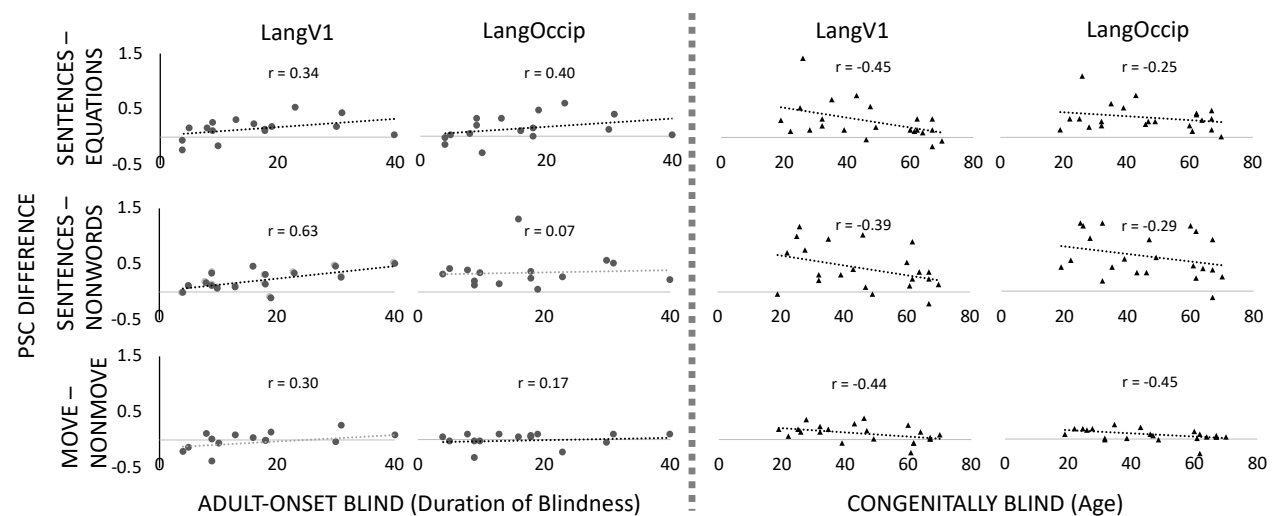 LangV1 LangOccip LangV1 LangOccip
PSC DIFFERENCE
SENTENCES –
EQUATIONS
1.5
0.5
-0.5
r = 0.34
r = 0.40
r = -0.45
r = -0.25
0 20 40 0 20 40 0 20 40 60 80 0 20 40 60 80
SENTENCES –
NONWORDS
1.5
0.5
-0.5
r = 0.63
r = 0.07
r = -0.39
r = -0.29
0 20 40 0 20 40 0 20 40 60 80 0 20 40 60 80
MOVE –
NONMOVE
1.5
0.5
-0.5
r = 0.30
r = 0.17
r = -0.44
r = -0.45
0 20 40 0 20 40 0 20 40 60 80 0 20 40 60 80
ADULT-ONSET BLIND (Duration of Blindness)
CONGENITALLY BLIND (Age)